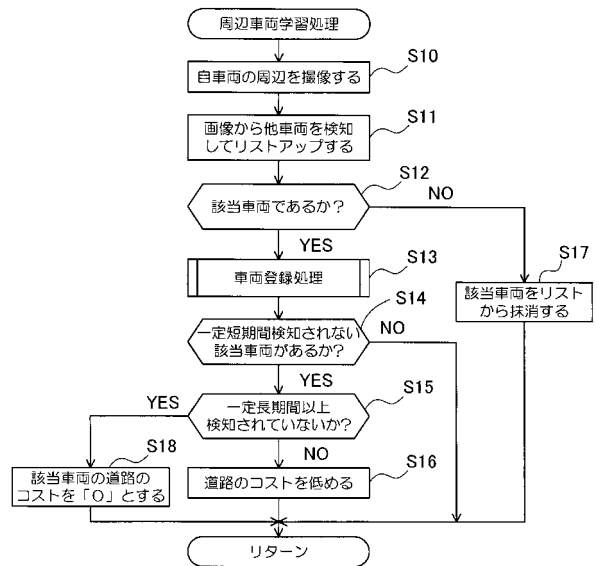 周辺車両学習処理
S10
自車両の周辺を撮像する
S11
画像から他車両を検知
してリストアップする
S12
該当車両であるか？
NO
YES
S13
車両登録処理
S17
該当車両をリスト
から抹消する
S14
一定短期間検知されない
該当車両があるか？
NO
YES
S15
一定長期間以上
検知されていないか？
YES
NO
S18
該当車両の道路の
コストを「０」とする
S16
道路のコストを低める
リターン